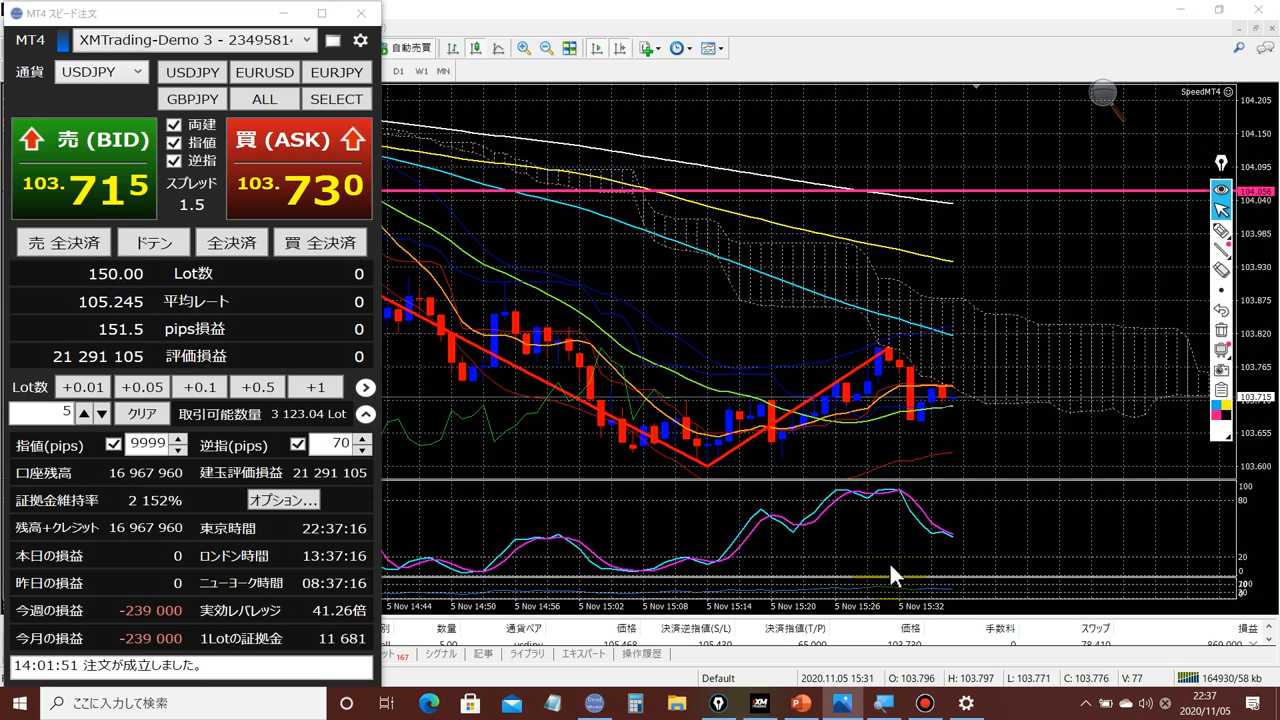 MT4 スピード注文
MT4 XMTrading-Demo 3 - 23495814
通貨 USDJPY USDJPY EURUSD EURJPY
GBPJPY ALL SELECT
売 (BID) 103.715
両建
指値
逆指
スプレッド
1.5
買 (ASK) 103.730
売 全決済 ドテン 全決済 買 全決済
150.00 Lot数 0
105.245 平均レート 0
151.5 pips損益 0
21 291 105 評価損益 0
Lot数 +0.01 +0.05 +0.1 +0.5 +1
5 クリア 取引可能数量 3 123.04 Lot
指値(pips) 9999 逆指(pips) 70
口座残高 16 967 960 建玉評価損益 21 291 105
証拠金維持率 2 152% オプション...
残高+クレジット 16 967 960 東京時間 22:37:16
本日の損益 0 ロンドン時間 13:37:16
昨日の損益 0 ニューヨーク時間 08:37:16
今週の損益 -239 000 実効レバレッジ 41.26倍
今月の損益 -239 000 1Lotの証拠金 11 681
14:01:51 注文が成立しました。
自動売買
D1 W1 MN
SpeedMT4
104.205
104.150
104.095
104.056
104.040
103.985
103.930
103.875
103.820
103.765
103.715
103.655
103.600
100
80
20
0
5 Nov 14:44 5 Nov 14:50 5 Nov 14:56 5 Nov 15:02 5 Nov 15:08 5 Nov 15:14 5 Nov 15:20 5 Nov 15:26 5 Nov 15:32
数量 通貨ペア 価格 決済逆指値(S/L) 決済指値(T/P) 価格 手数料 スワップ 損益
5.00 usdjpy 105.468 105.430 65.000 103.730 0 78 410 869 000
167 シグナル 記事 ライブラリ エキスパート 操作履歴
Default 2020.11.05 15:31 O: 103.796 H: 103.797 L: 103.771 C: 103.776 V: 77 164930/58 kb
ここに入力して検索
22:37
2020/11/05